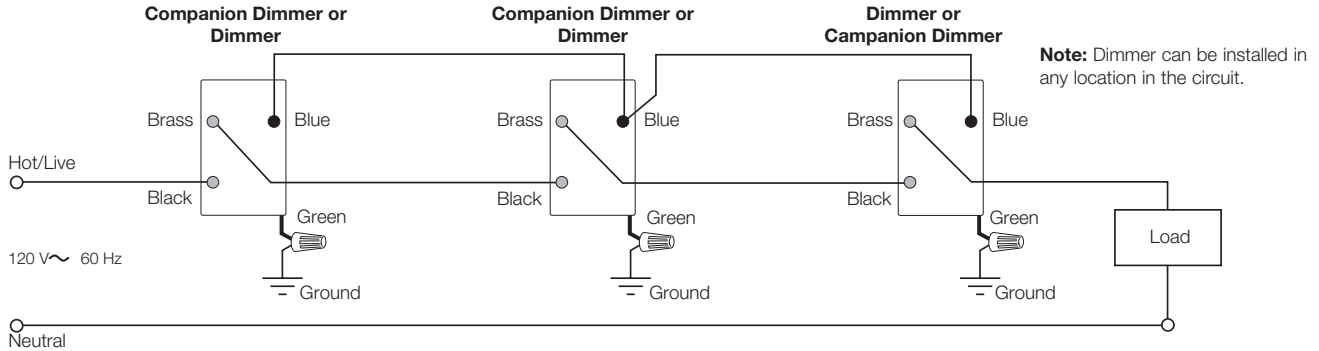 Companion Dimmer or
Dimmer
Companion Dimmer or
Dimmer
Dimmer or
Campanion Dimmer
Note: Dimmer can be installed in
any location in the circuit.
Brass
Blue
Brass
Blue
Brass
Blue
Hot/Live
Black
Black
Black
Green
Green
Green
Load
120 V~ 60 Hz
Ground
Ground
Ground
Neutral